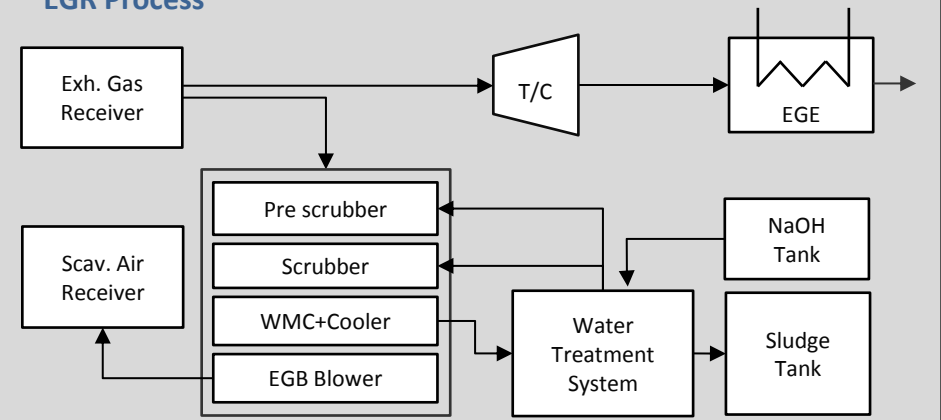 EGR Process
Exh. Gas
Receiver
T/C
EGE
Pre scrubber
Scrubber
WMC+Cooler
EGB Blower
Scav. Air
Receiver
Water
Treatment
System
NaOH
Tank
Sludge
Tank